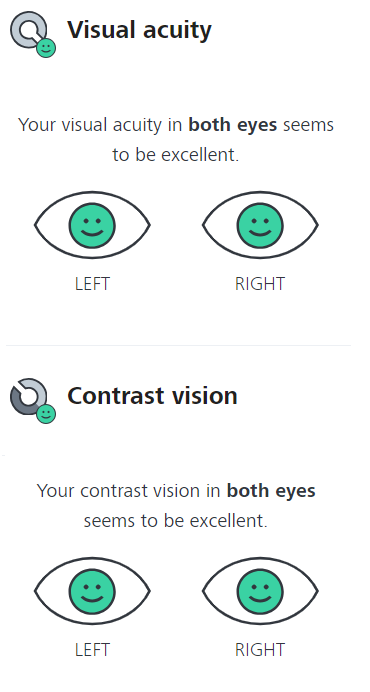 Visual acuity
Your visual acuity in both eyes seems
to be excellent.
LEFT RIGHT
Contrast vision
Your contrast vision in both eyes
seems to be excellent.
LEFT RIGHT